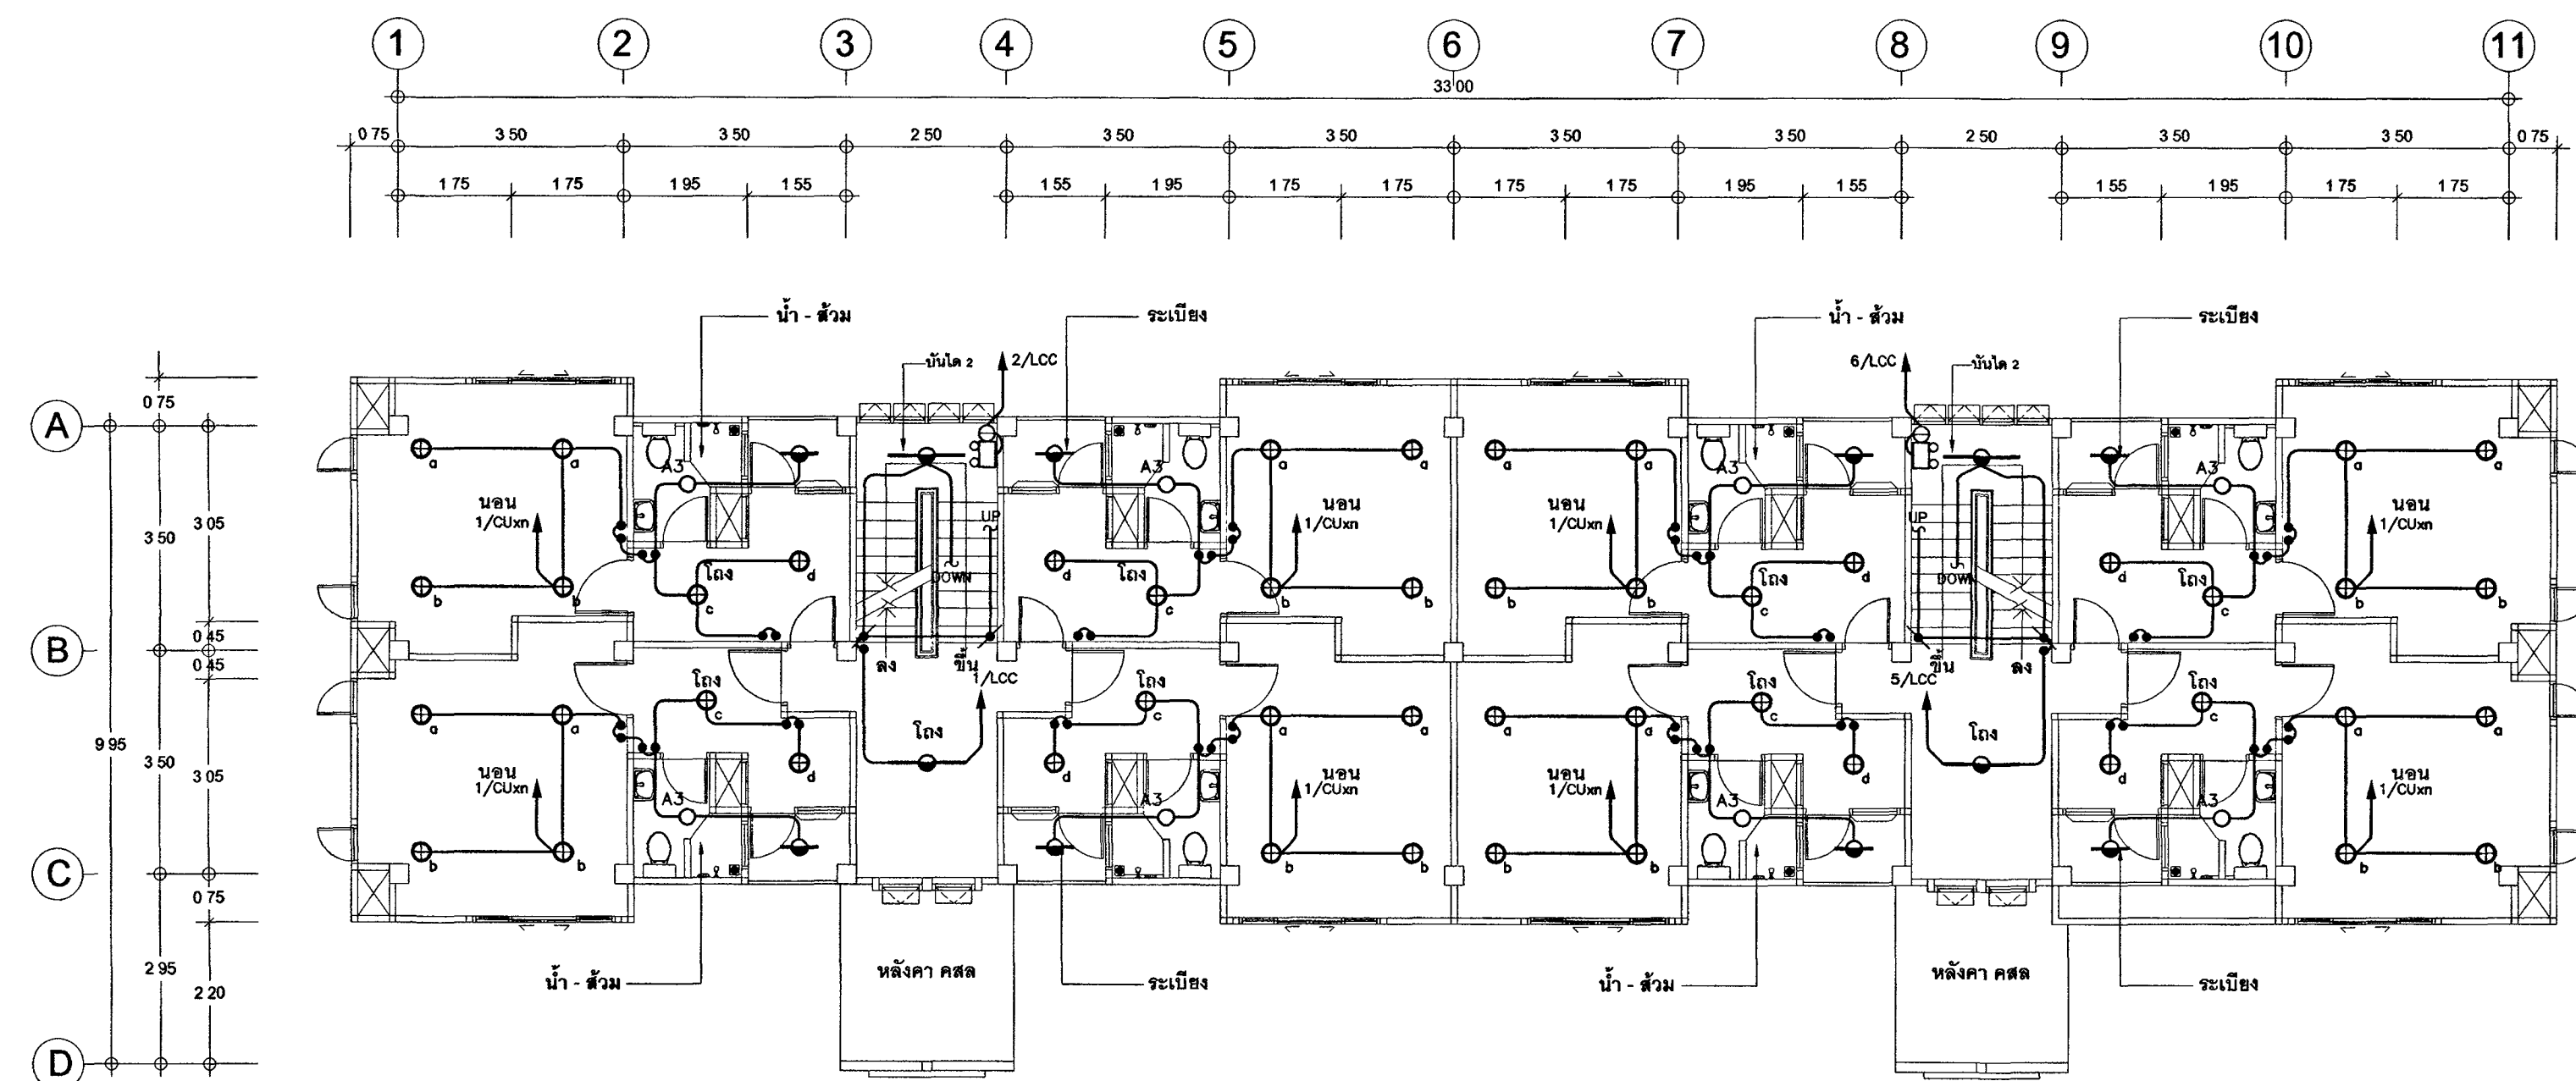 1 2 3 4 5 6 7 8 9 10 11
33 00
0 75 3 50 3 50 2 50 3 50 3 50 3 50 3 50 2 50 3 50 3 50 0 75
1 75 1 75 1 95 1 55 1 55 1 95 1 75 1 75 1 75 1 75 1 95 1 55 1 55 1 95 1 75 1 75
น้ำ - ส้วม ระเบียง น้ำ - ส้วม ระเบียง
บันได 2 2/LCC 6/LCC บันได 2
0 75
A
a a A3 A3 a a a a A3 A3 a a
นอน นอน นอน นอน
1/CUxn 1/CUxn 1/CUxn 1/CUxn
3 50 3 05
UP UP
โถง d DOWN d โถง โถง d DOWN d โถง
b b c c b b b b c c b b
0 45
B
0 45
ลง ขึ้น ขึ้น ลง
1/LCC 5/LCC
โถง โถง โถง โถง
a a c c a a a a c c a a
โถง โถง
9 95 3 50 3 05
d d d d
นอน นอน นอน นอน
1/CUxn 1/CUxn 1/CUxn 1/CUxn
A3 A3 A3 A3
b b b b b b b b
C
0 75
2 95 2 20
หลังคา คสล หลังคา คสล
น้ำ - ส้วม ระเบียง น้ำ - ส้วม ระเบียง
D